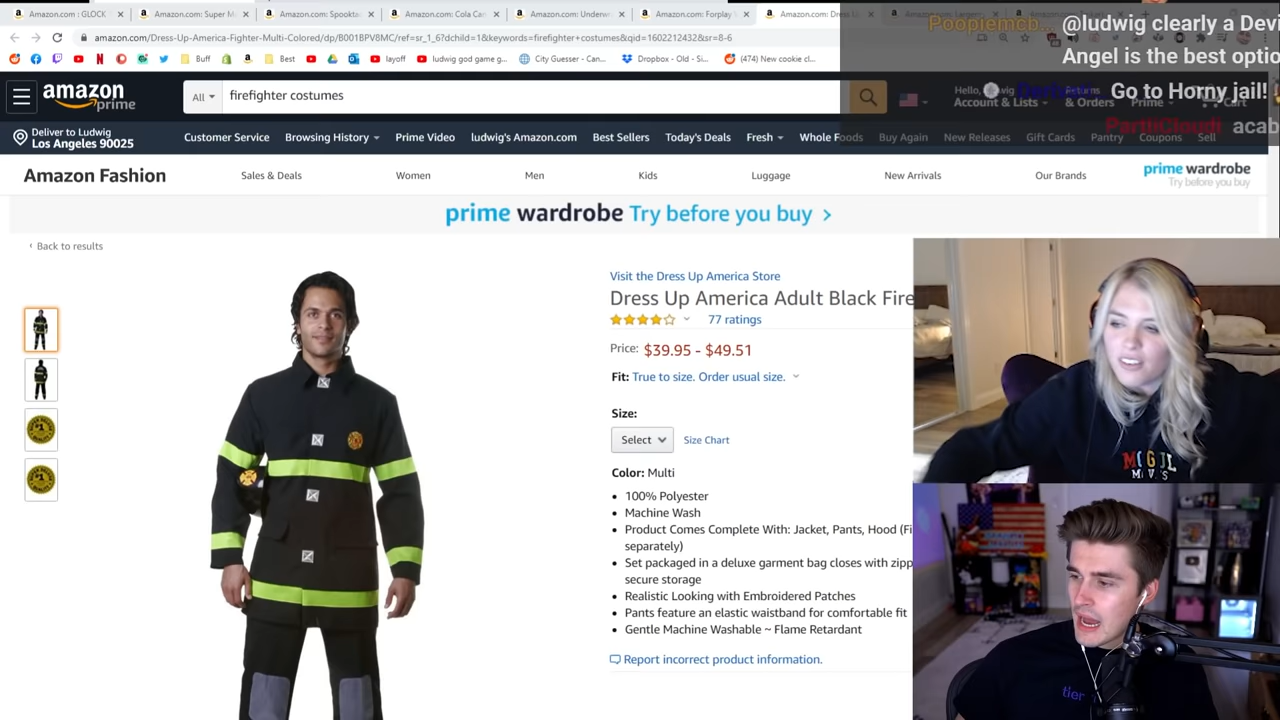 Amazon.com : GLOCK
Amazon.com: Super M
Amazon.com: Spookta
Amazon.com: Cola Ca
Amazon.com: Underw
Amazon.com: Forplay
Amazon.com: Dress U
amazon.com/Dress-Up-America-Fighter-Multi-Colored/dp/B001BPV8MC/ref=sr_1_6?dchild=1&keywords=firefighter+costumes&qid=1602212432&sr=8-6
Buff
Best
layoff
ludwig god game g...
City Guesser - Can...
Dropbox - Old - Si...
(474) New cookie cl...
@ludwig clearly a Devi
Angel is the best optio
Go to Horny jail!
PartiiCloudi acab
amazon prime
All
firefighter costumes
Account & Lists
& Orders
Prime
Cart
Deliver to Ludwig
Los Angeles 90025
Customer Service Browsing History Prime Video ludwig's Amazon.com Best Sellers Today's Deals Fresh Whole Foods Buy Again New Releases Gift Cards Pantry Coupons Sell
Amazon Fashion Sales & Deals Women Men Kids Luggage New Arrivals Our Brands
prime wardrobe
Try before you buy
prime wardrobe Try before you buy ›
‹ Back to results
Visit the Dress Up America Store
Dress Up America Adult Black Fire
77 ratings
Price: $39.95 - $49.51
Fit: True to size. Order usual size.
Size:
Select
Size Chart
Color: Multi
• 100% Polyester
• Machine Wash
• Product Comes Complete With: Jacket, Pants, Hood (Fi
separately)
• Set packaged in a deluxe garment bag closes with zipp
secure storage
• Realistic Looking with Embroidered Patches
• Pants feature an elastic waistband for comfortable fit
• Gentle Machine Washable ~ Flame Retardant
Report incorrect product information.
MOGUL
MOVES
tier